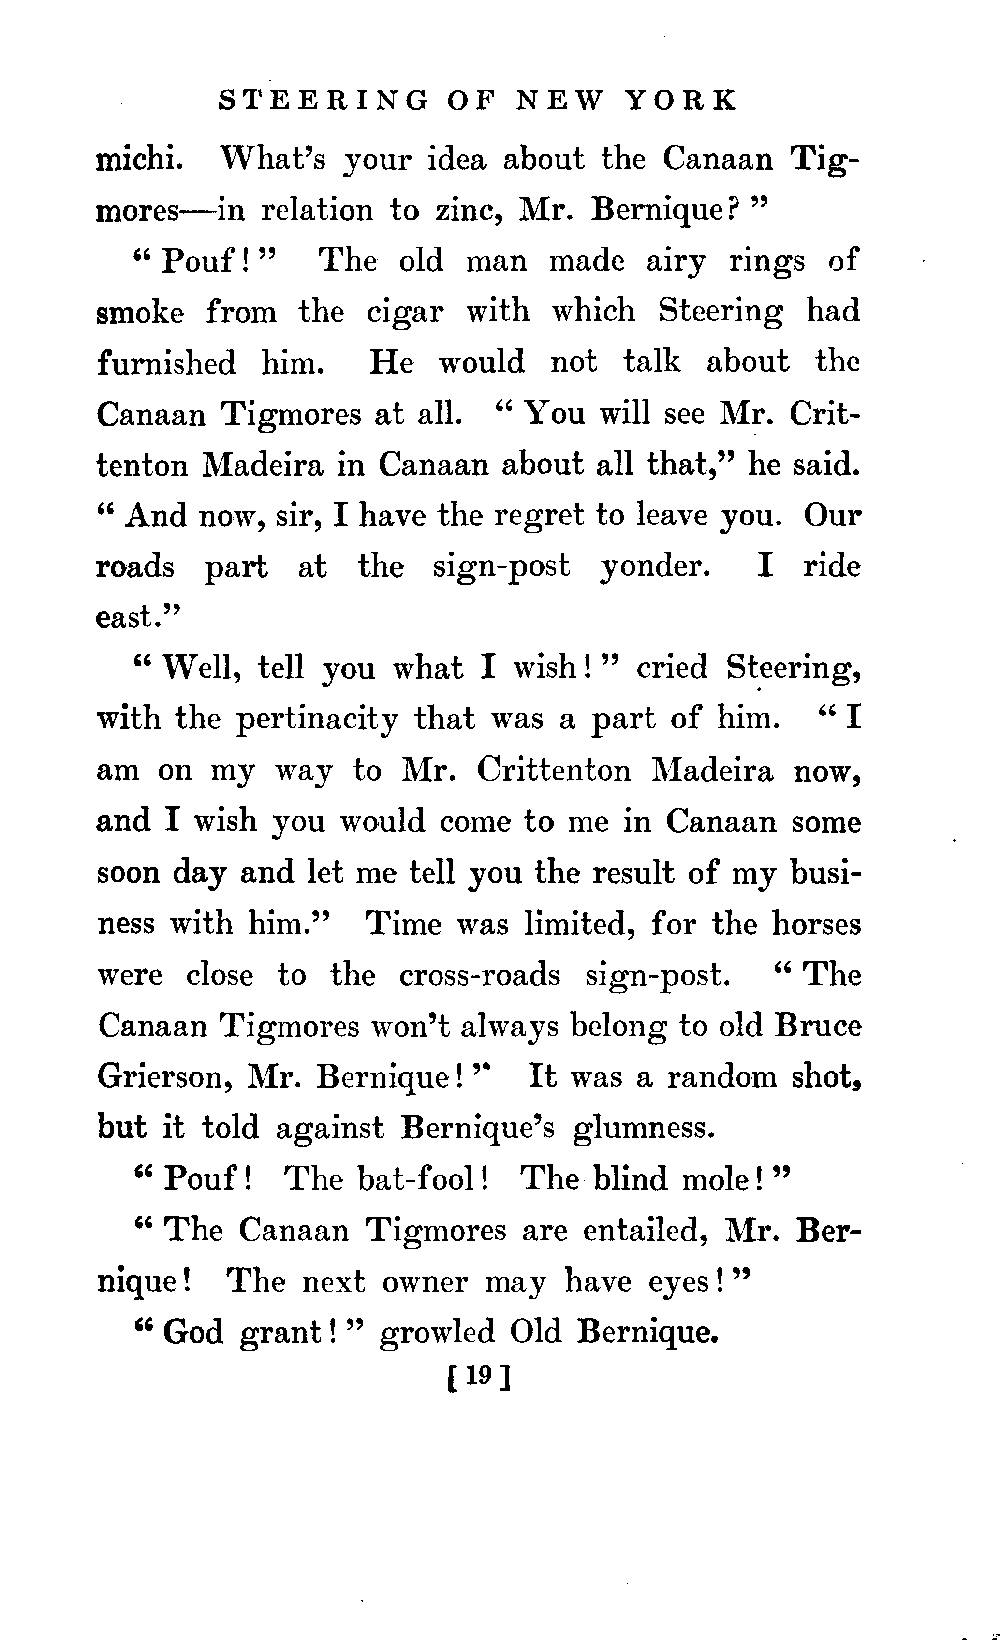 STEERING OF NEW YORK
michi. What's your idea about the Canaan Tig-
mores—in relation to zinc, Mr. Bernique?"
"Pouf!" The old man made airy rings of
smoke from the cigar with which Steering had
furnished him. He would not talk about the
Canaan Tigmores at all. "You will see Mr. Crit-
tenton Madeira in Canaan about all that," he said.
"And now, sir, I have the regret to leave you. Our
roads part at the sign-post yonder. I ride
east."
"Well, tell you what I wish!" cried Steering,
with the pertinacity that was a part of him. "I
am on my way to Mr. Crittenton Madeira now,
and I wish you would come to me in Canaan some
soon day and let me tell you the result of my busi-
ness with him." Time was limited, for the horses
were close to the cross-roads sign-post. "The
Canaan Tigmores won't always belong to old Bruce
Grierson, Mr. Bernique!" It was a random shot,
but it told against Bernique's glumness.
"Pouf! The bat-fool! The blind mole!"
"The Canaan Tigmores are entailed, Mr. Ber-
nique! The next owner may have eyes!"
"God grant!" growled Old Bernique.
[19]